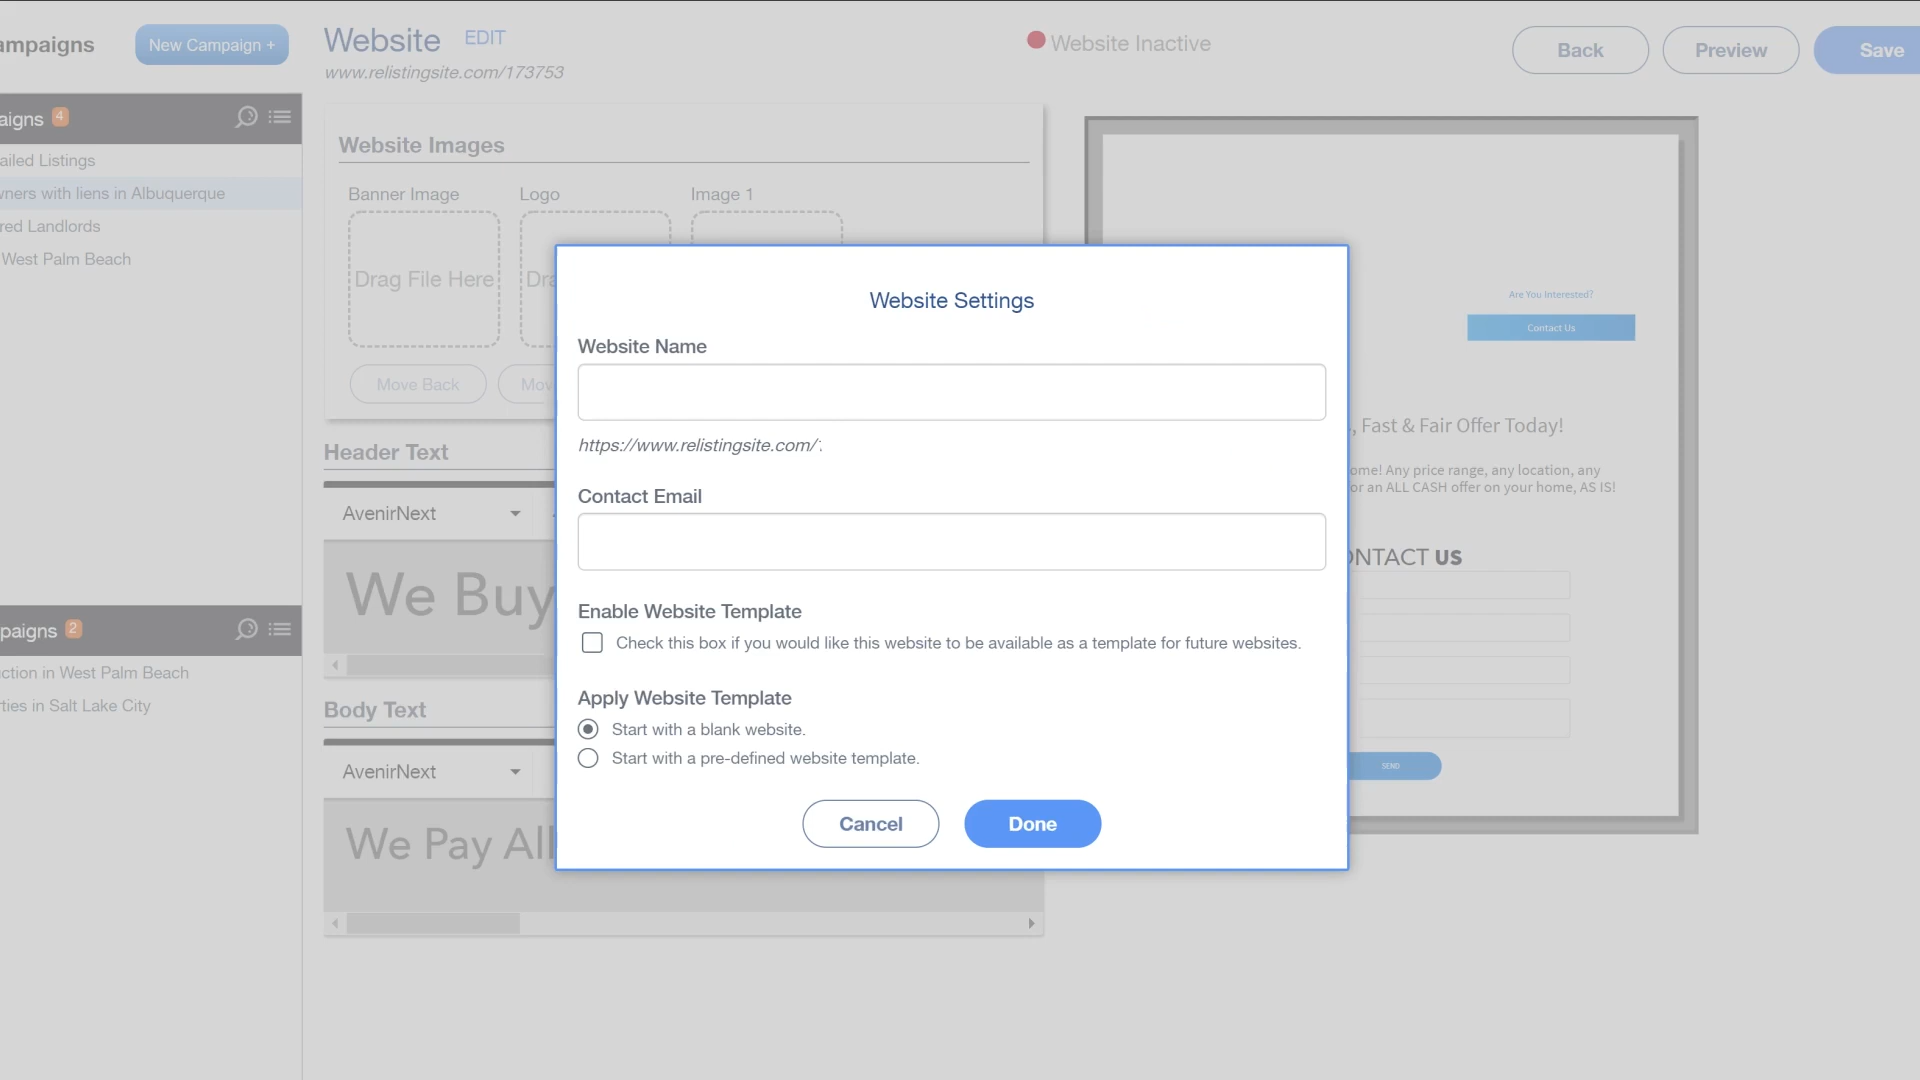 ampaigns
New Campaign +
Website EDIT
www.relistingsite.com/173753
Website Inactive
Back
Preview
Save
aigns 4
ailed Listings
wners with liens in Albuquerque
red Landlords
West Palm Beach
paigns 2
ction in West Palm Beach
ties in Salt Lake City
Website Images
Banner Image
Logo
Image 1
Drag File Here
Dra
Move Back
Mov
Header Text
AvenirNext
We Buy
Body Text
AvenirNext
We Pay All
Website Settings
Website Name
https://www.relistingsite.com/
Contact Email
Enable Website Template
Check this box if you would like this website to be available as a template for future websites.
Apply Website Template
Start with a blank website.
Start with a pre-defined website template.
Cancel
Done
Are You Interested?
Contact Us
, Fast & Fair Offer Today!
ome! Any price range, any location, any
or an ALL CASH offer on your home, AS IS!
ONTACT US
SEND